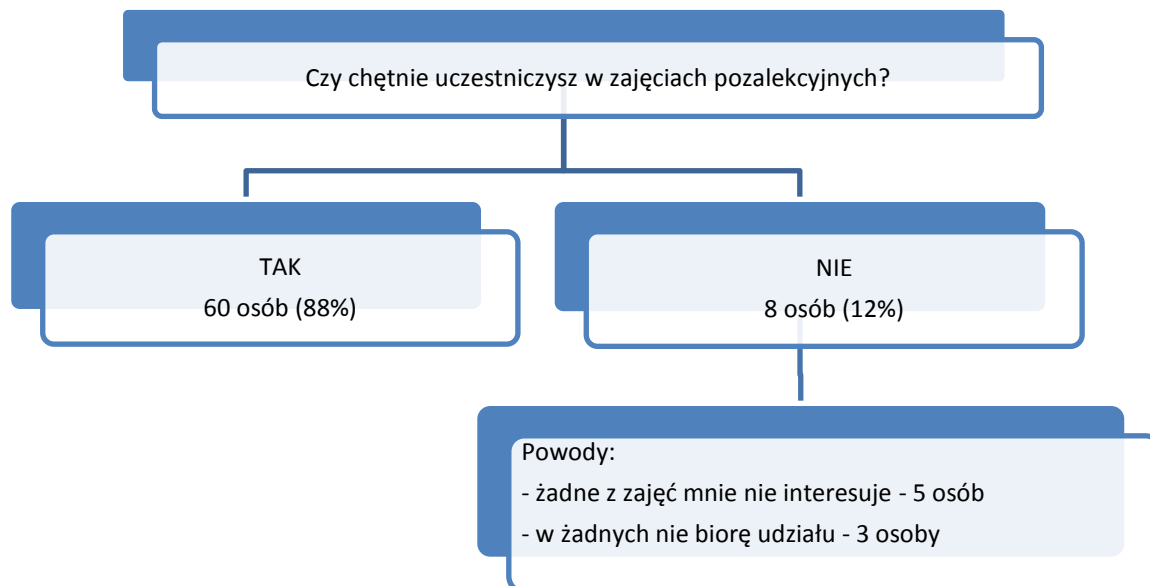 Czy chętnie uczestniczysz w zajęciach pozalekcyjnych?
TAK
60 osób (88%)
NIE
8 osób (12%)
Powody:
- żadne z zajęć mnie nie interesuje - 5 osób
- w żadnych nie biorę udziału - 3 osoby